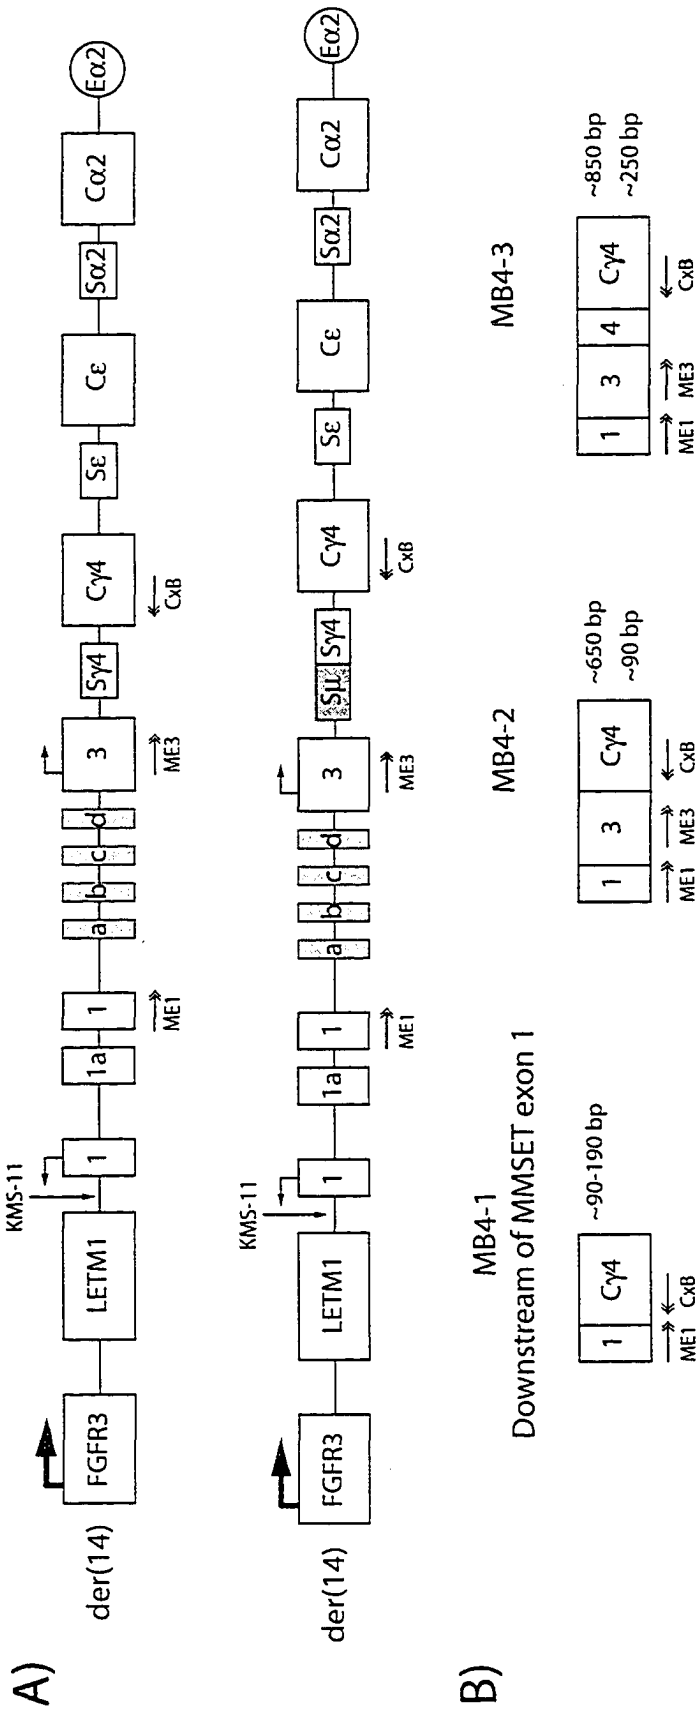 A)
der(14)
FGFR3
LETM1
KMS-11
1
1a
1
ME1
a
b
c
d
3
ME3
Sγ4
Cγ4
CxB
Sε
Cε
Sα2
Cα2
Eα2
der(14)
FGFR3
LETM1
KMS-11
1
1a
1
ME1
a
b
c
d
3
ME3
Sμ
Sγ4
Cγ4
CxB
Sε
Cε
Sα2
Cα2
Eα2
B)
MB4-1
Downstream of MMSET exon 1
1
Cγ4
~90-190 bp
ME1
CxB
MB4-2
1
3
Cγ4
~650 bp
~90 bp
ME1
ME3
CxB
MB4-3
1
3
4
Cγ4
~850 bp
~250 bp
ME1
ME3
CxB